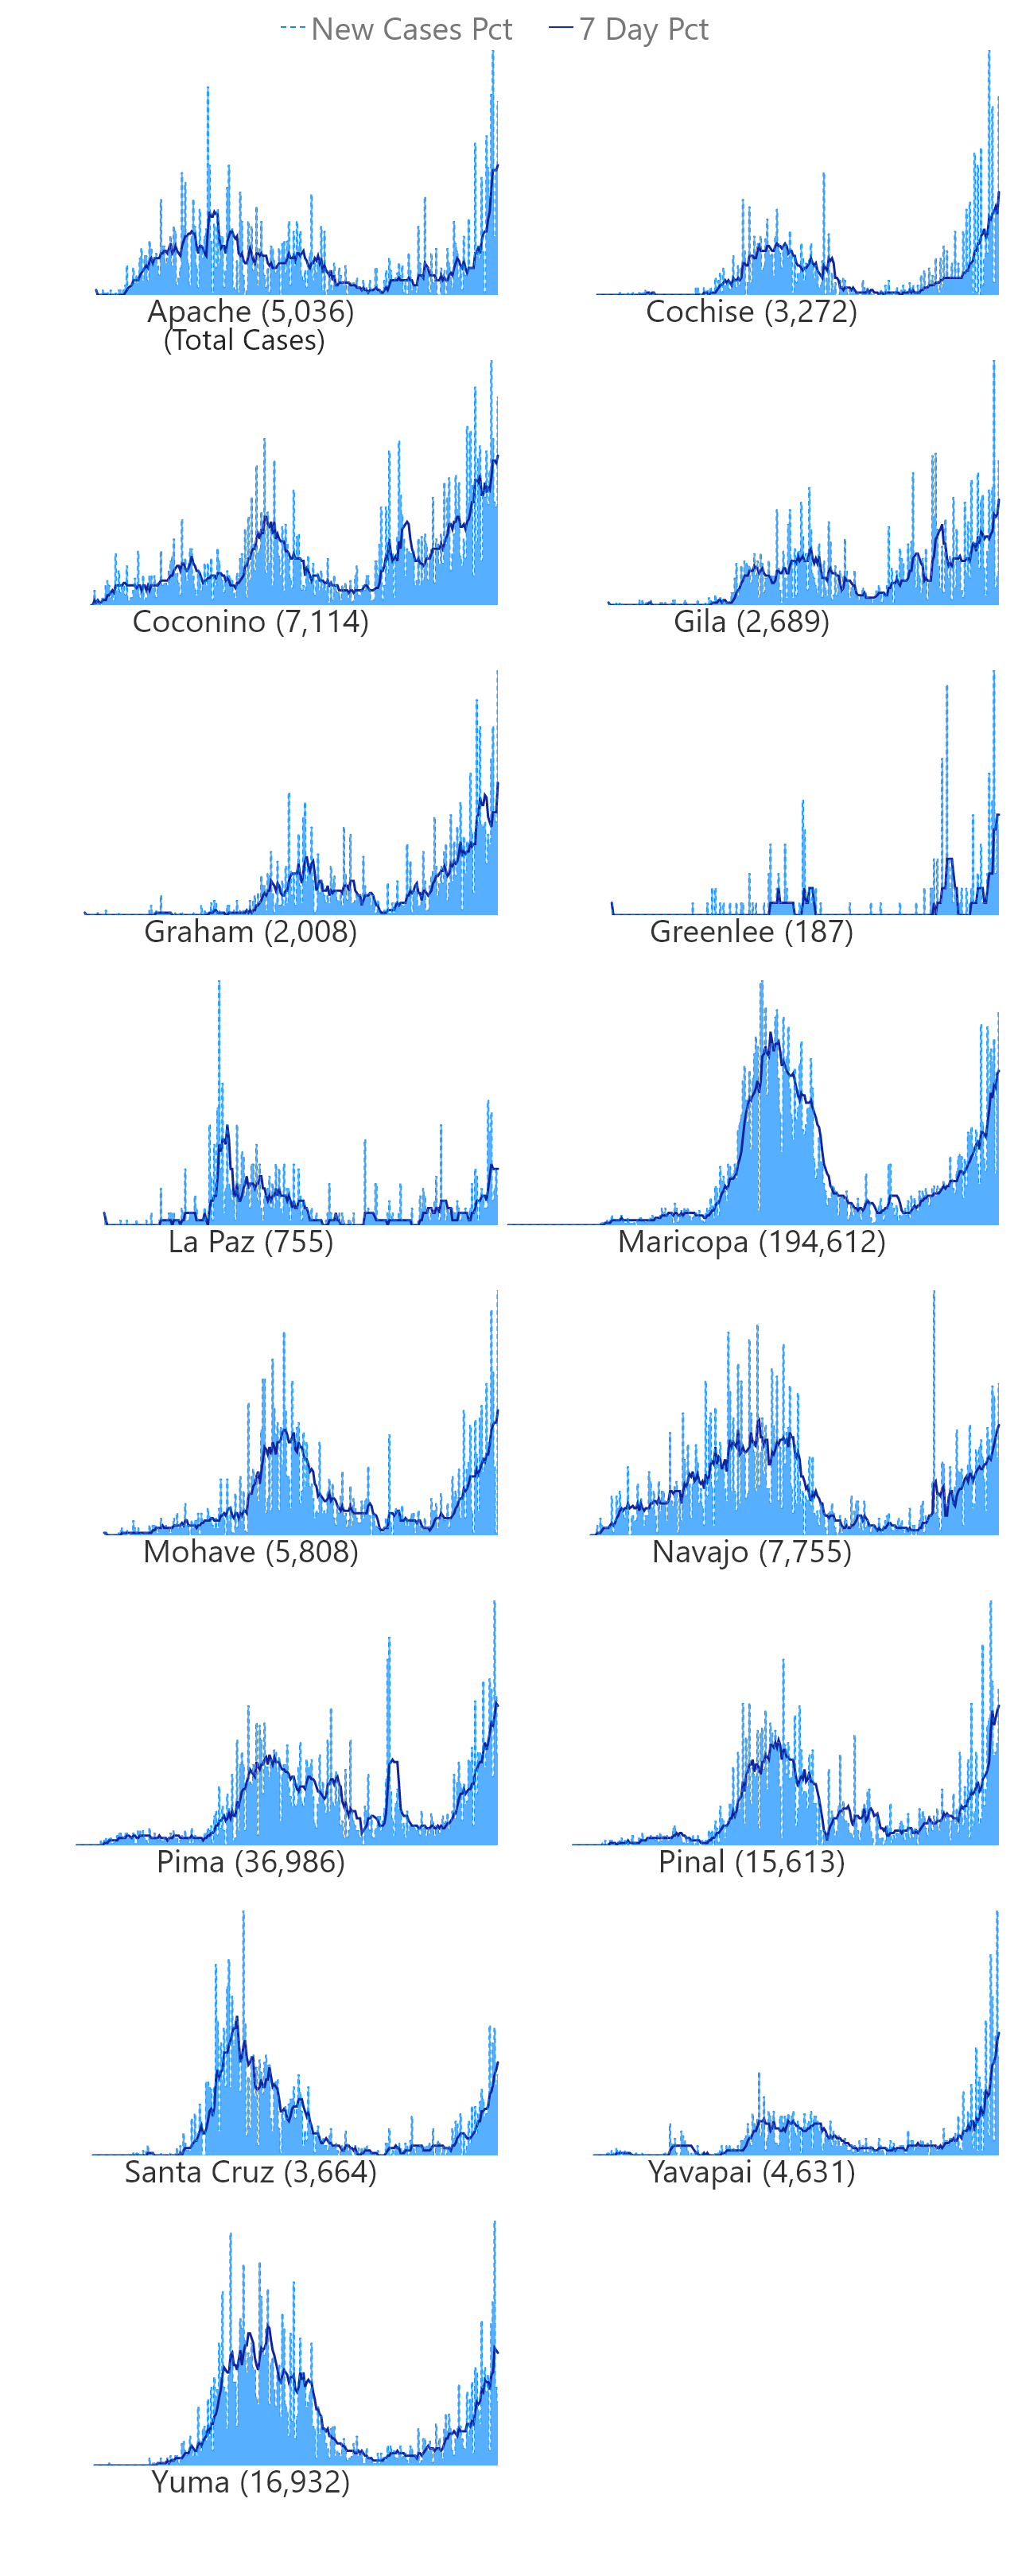 New Cases Pct 7 Day Pct
Apache (5,036) Cochise (3,272)
(Total Cases)
Coconino (7,114) Gila (2,689)
Graham (2,008) Greenlee (187)
La Paz (755) Maricopa (194,612)
Mohave (5,808) Navajo (7,755)
Pima (36,986) Pinal (15,613)
Santa Cruz (3,664) Yavapai (4,631)
Yuma (16,932)